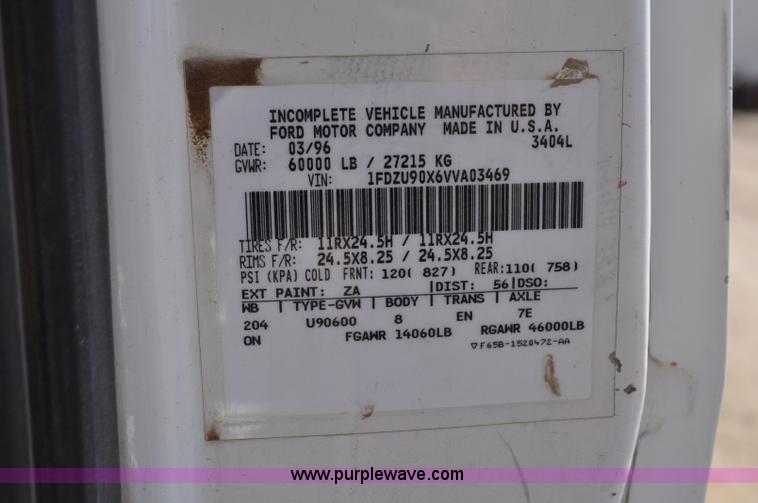 INCOMPLETE VEHICLE MANUFACTURED BY
FORD MOTOR COMPANY MADE IN U.S.A.
DATE: 03/96 3404L
GVWR: 60000 LB / 27215 KG
VIN: 1FDZU90X6VVA03469
TIRES F/R: 11RX24.5H / 11RX24.5H
RIMS F/R: 24.5X8.25 / 24.5X8.25
PSI (KPA) COLD FRNT: 120( 827) REAR:110( 758)
EXT PAINT: ZA |DIST: 56|DSO:
WB | TYPE-GVW | BODY | TRANS | AXLE
204 U90600 8 EN 7E
ON FGAWR 14060LB RGAWR 46000LB
▽F65B-1520472-AA
www.purplewave.com